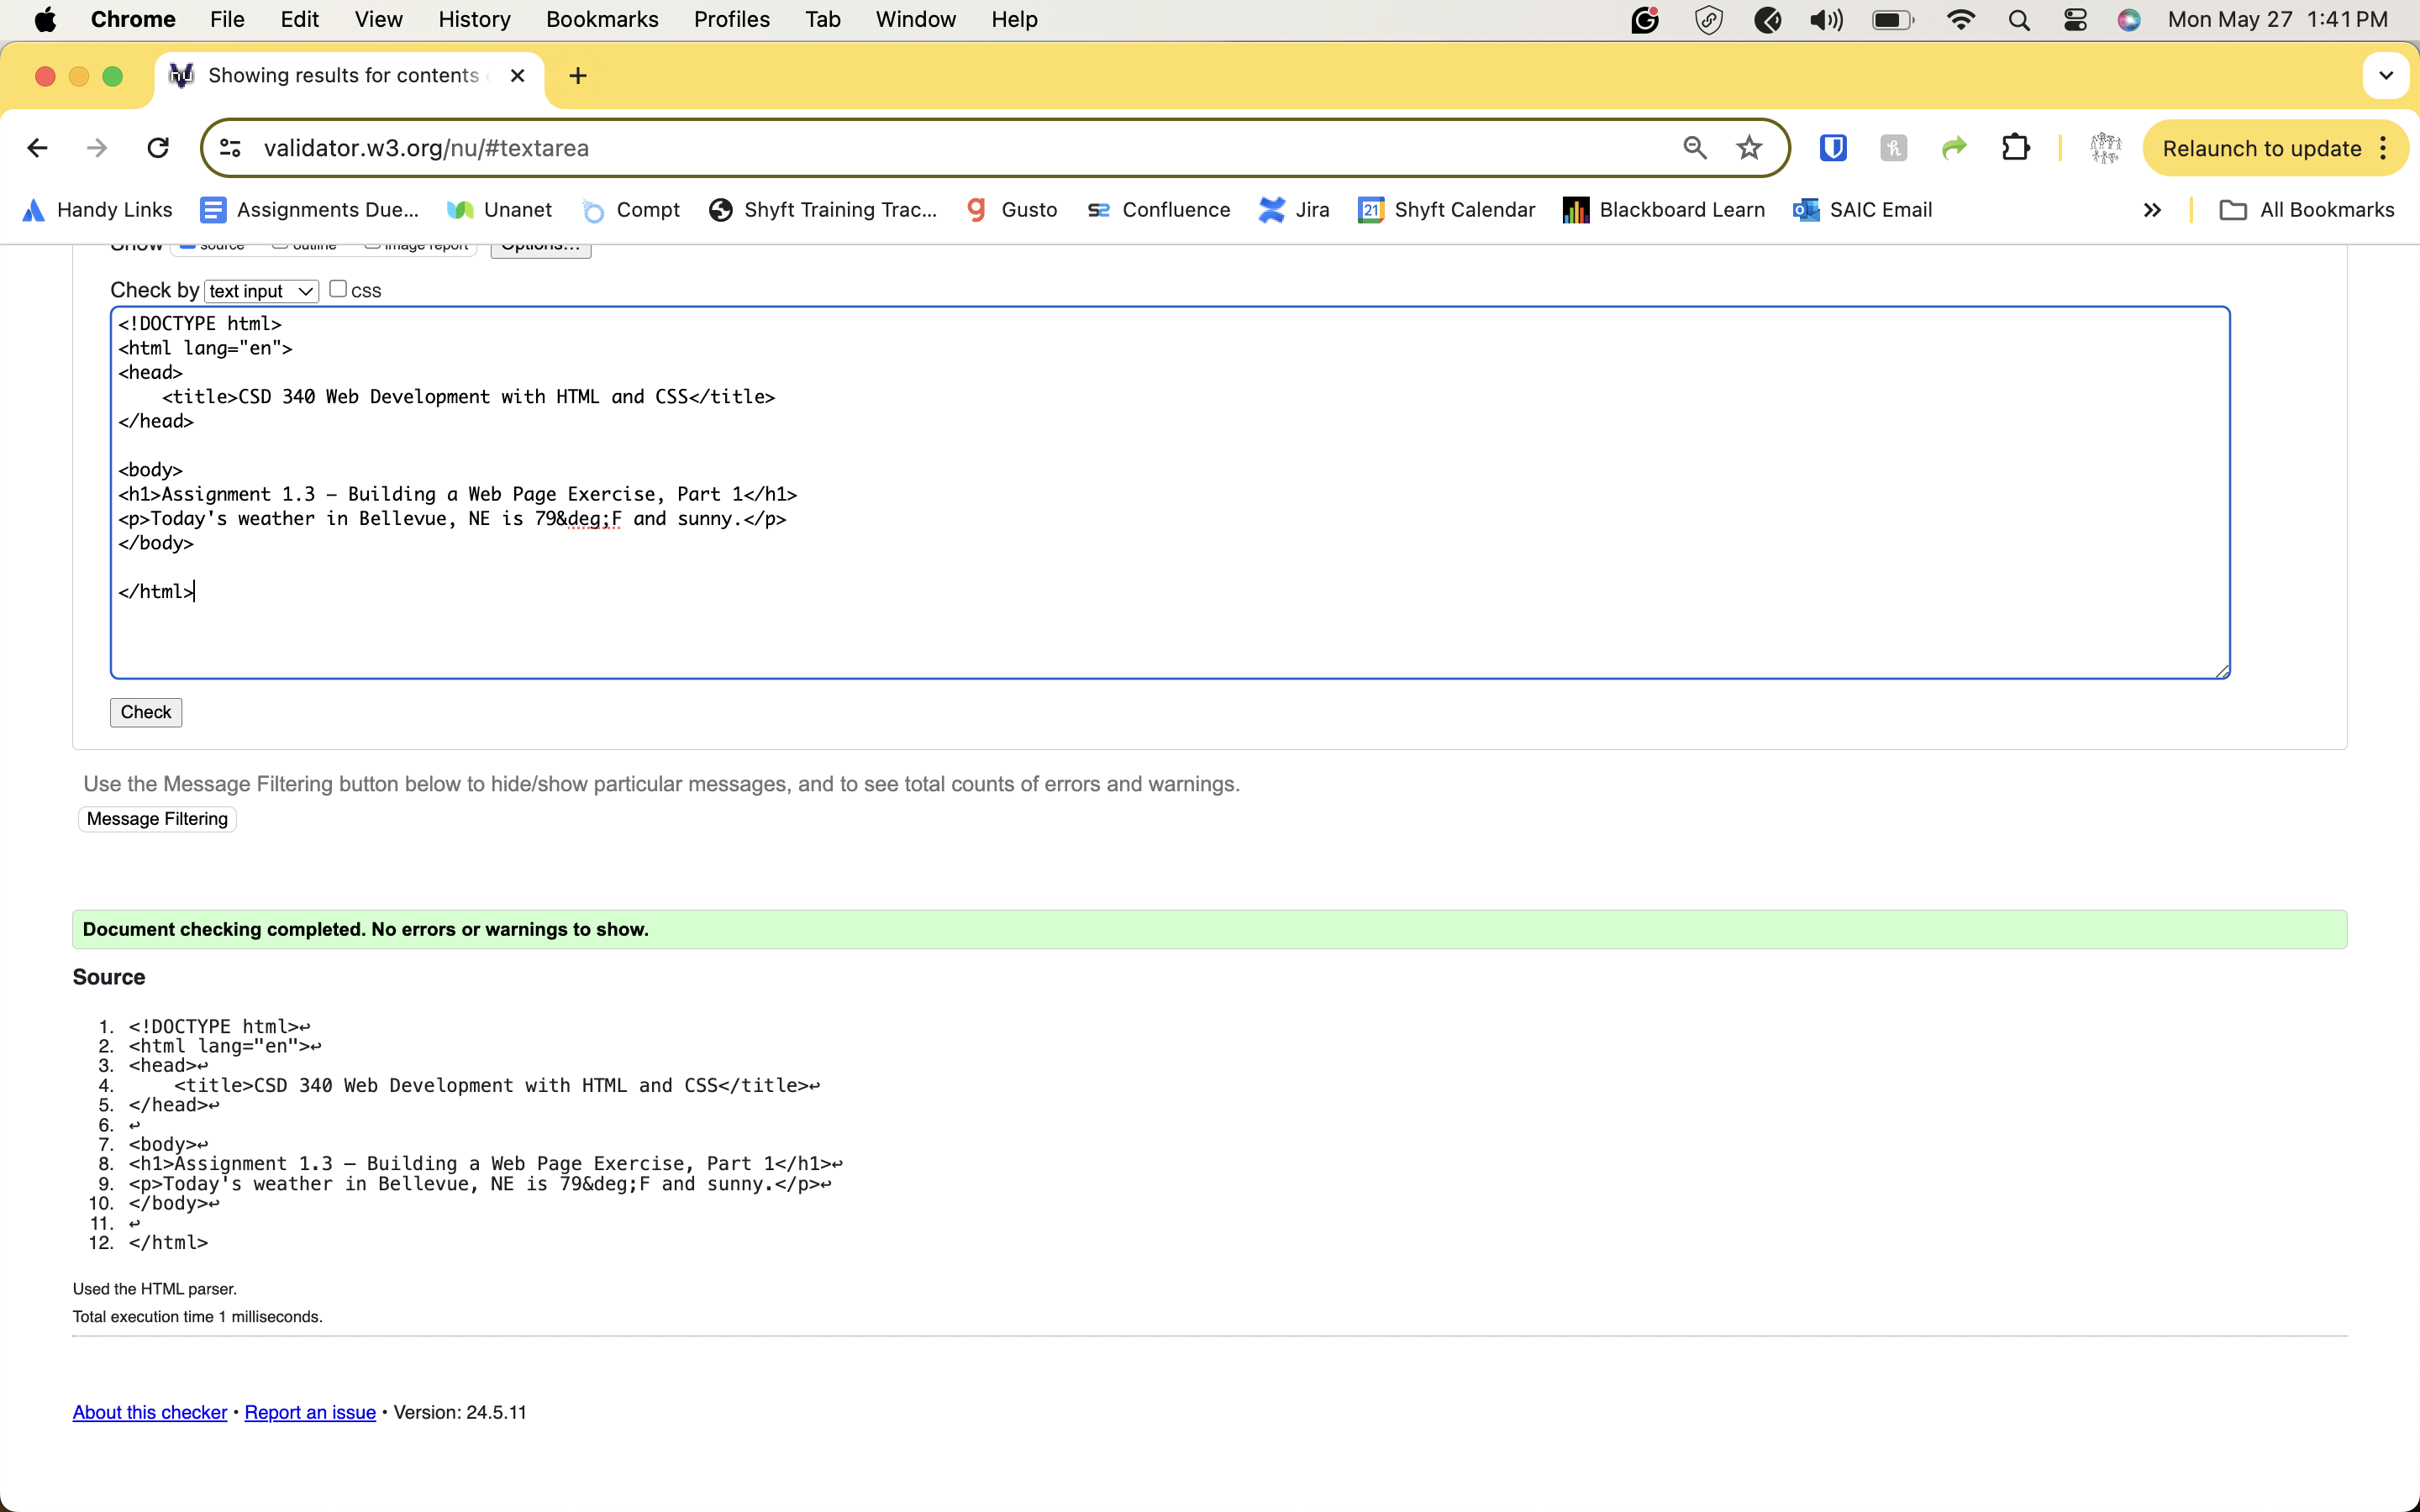 Chrome File Edit View History Bookmarks Profiles Tab Window Help Mon May 27 1:41 PM
Showing results for contents
validator.w3.org/nu/#textarea Relaunch to update
Handy Links Assignments Due... Unanet Compt Shyft Training Trac... Gusto Confluence Jira 21 Shyft Calendar Blackboard Learn SAIC Email All Bookmarks
Show source outline image report Options...
Check by text input css
<!DOCTYPE html>
<html lang="en">
<head>
    <title>CSD 340 Web Development with HTML and CSS</title>
</head>
<body>
<h1>Assignment 1.3 – Building a Web Page Exercise, Part 1</h1>
<p>Today's weather in Bellevue, NE is 79&deg;F and sunny.</p>
</body>
</html>
Check
Use the Message Filtering button below to hide/show particular messages, and to see total counts of errors and warnings.
Message Filtering
Document checking completed. No errors or warnings to show.
Source
1. <!DOCTYPE html>↩
2. <html lang="en">↩
3. <head>↩
4.     <title>CSD 340 Web Development with HTML and CSS</title>↩
5. </head>↩
6. ↩
7. <body>↩
8. <h1>Assignment 1.3 – Building a Web Page Exercise, Part 1</h1>↩
9. <p>Today's weather in Bellevue, NE is 79&deg;F and sunny.</p>↩
10. </body>↩
11. ↩
12. </html>
Used the HTML parser.
Total execution time 1 milliseconds.
About this checker • Report an issue • Version: 24.5.11